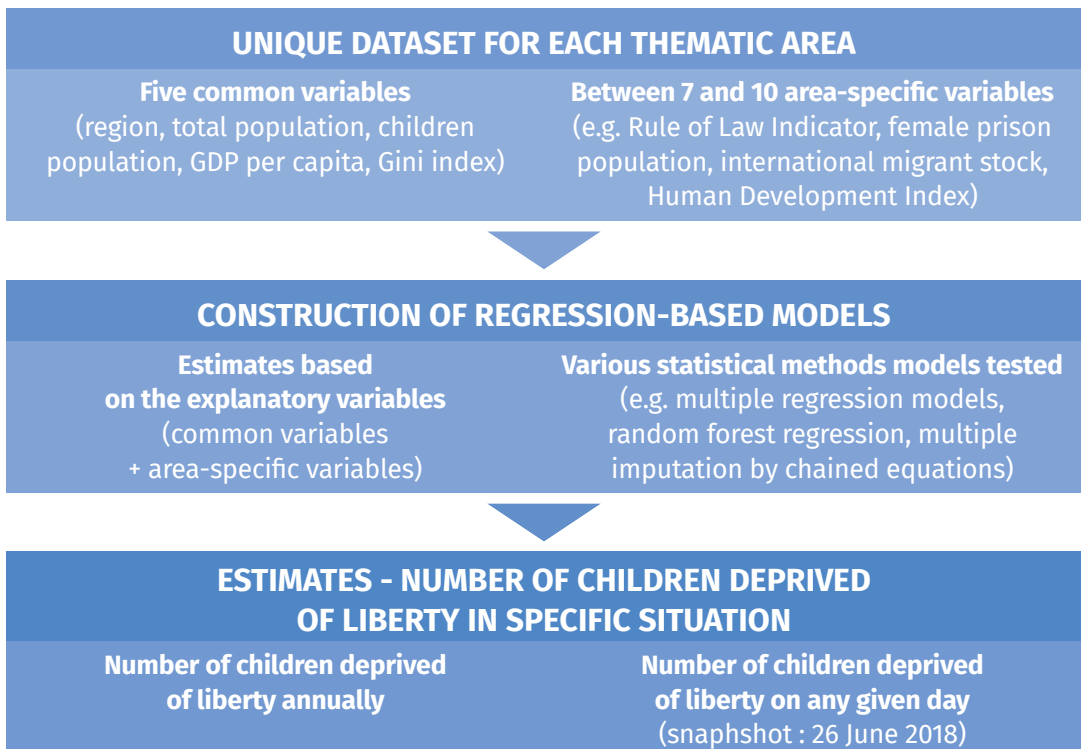 UNIQUE DATASET FOR EACH THEMATIC AREA
Five common variables
(region, total population, children
population, GDP per capita, Gini index)
Between 7 and 10 area-specific variables
(e.g. Rule of Law Indicator, female prison
population, international migrant stock,
Human Development Index)
CONSTRUCTION OF REGRESSION-BASED MODELS
Estimates based
on the explanatory variables
(common variables
+ area-specific variables)
Various statistical methods models tested
(e.g. multiple regression models,
random forest regression, multiple
imputation by chained equations)
ESTIMATES - NUMBER OF CHILDREN DEPRIVED
OF LIBERTY IN SPECIFIC SITUATION
Number of children deprived
of liberty annually
Number of children deprived
of liberty on any given day
(snaphshot : 26 June 2018)